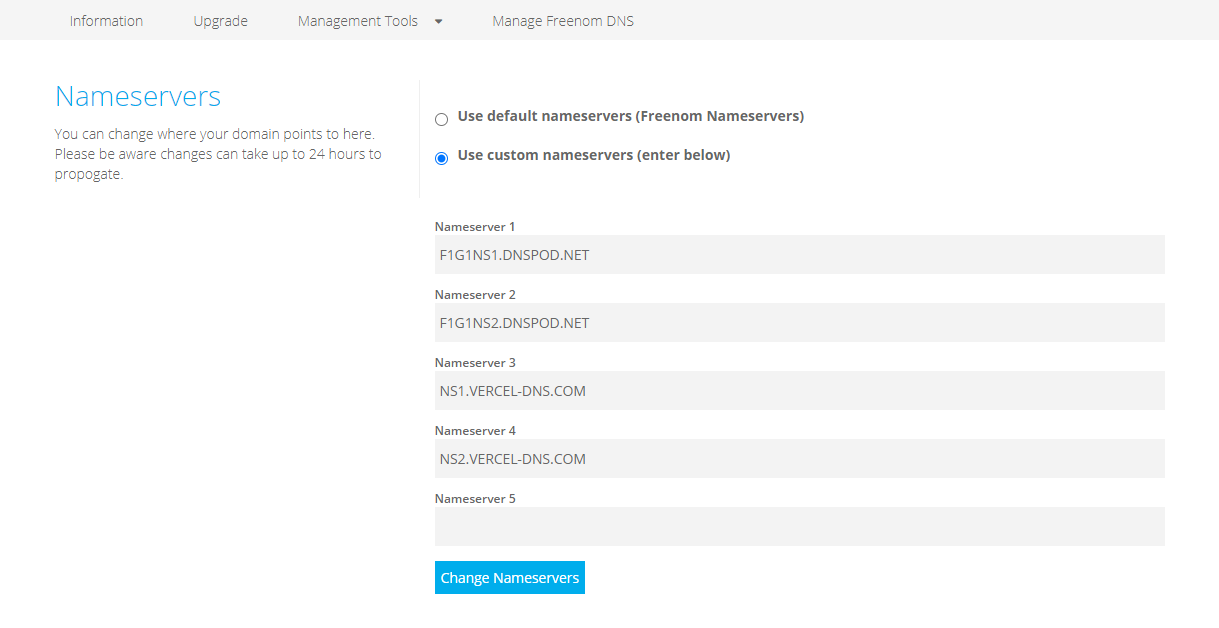 Information Upgrade Management Tools Manage Freenom DNS
Nameservers
You can change where your domain points to here.
Please be aware changes can take up to 24 hours to
propogate.
Use default nameservers (Freenom Nameservers)
Use custom nameservers (enter below)
Nameserver 1
F1G1NS1.DNSPOD.NET
Nameserver 2
F1G1NS2.DNSPOD.NET
Nameserver 3
NS1.VERCEL-DNS.COM
Nameserver 4
NS2.VERCEL-DNS.COM
Nameserver 5
Change Nameservers